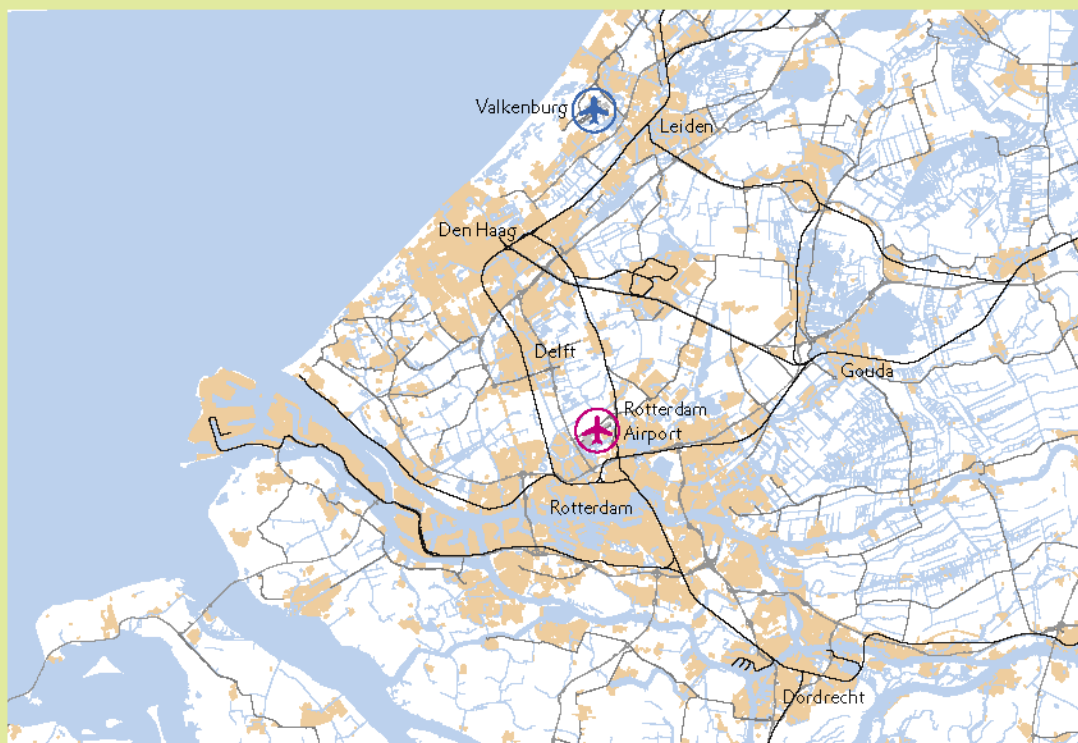 Valkenburg
Leiden
Den Haag
Delft
Gouda
Rotterdam
Airport
Rotterdam
Dordrecht